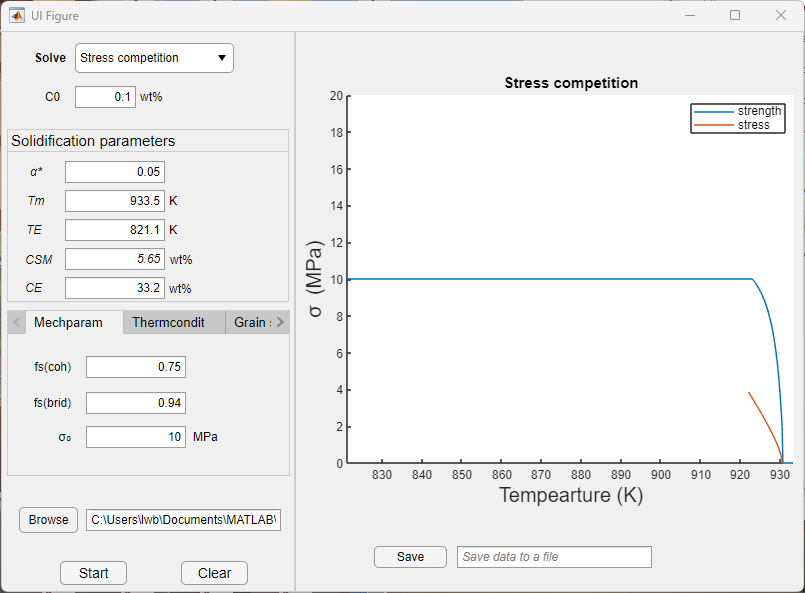 UI Figure
Solve Stress competition
C0 0.1 wt%
Solidification parameters
α* 0.05
Tm 933.5 K
TE 821.1 K
CSM 5.65 wt%
CE 33.2 wt%
Mechparam Thermcondit Grain s
fs(coh) 0.75
fs(brid) 0.94
σ₀ 10 MPa
Browse C:\Users\lwb\Documents\MATLAB\
Start Clear
Stress competition
strength
stress
20
18
16
14
12
10
8
6
4
2
0
σ (MPa)
830 840 850 860 870 880 890 900 910 920 930
Tempearture (K)
Save Save data to a file